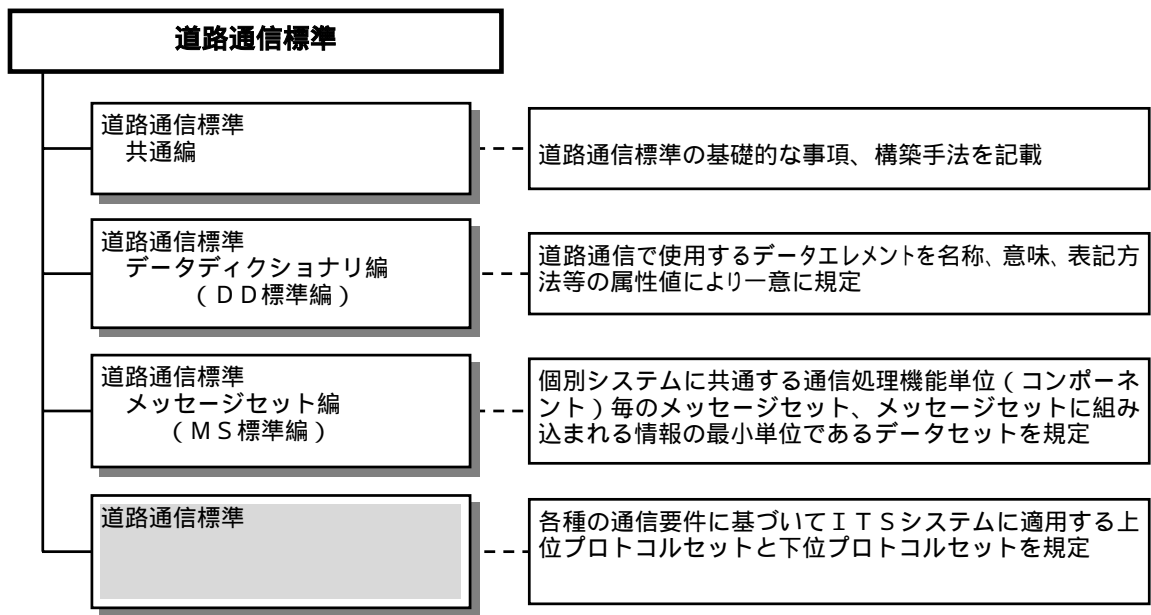 道路通信標準
道路通信標準
共通編
道路通信標準の基礎的な事項、構築手法を記載
道路通信標準
データディクショナリ編
（ＤＤ標準編）
道路通信で使用するデータエレメントを名称、意味、表記方
法等の属性値により一意に規定
道路通信標準
メッセージセット編
（ＭＳ標準編）
個別システムに共通する通信処理機能単位（コンポーネ
ント）毎のメッセージセット、メッセージセットに組み
込まれる情報の最小単位であるデータセットを規定
道路通信標準
各種の通信要件に基づいてＩＴＳシステムに適用する上
位プロトコルセットと下位プロトコルセットを規定